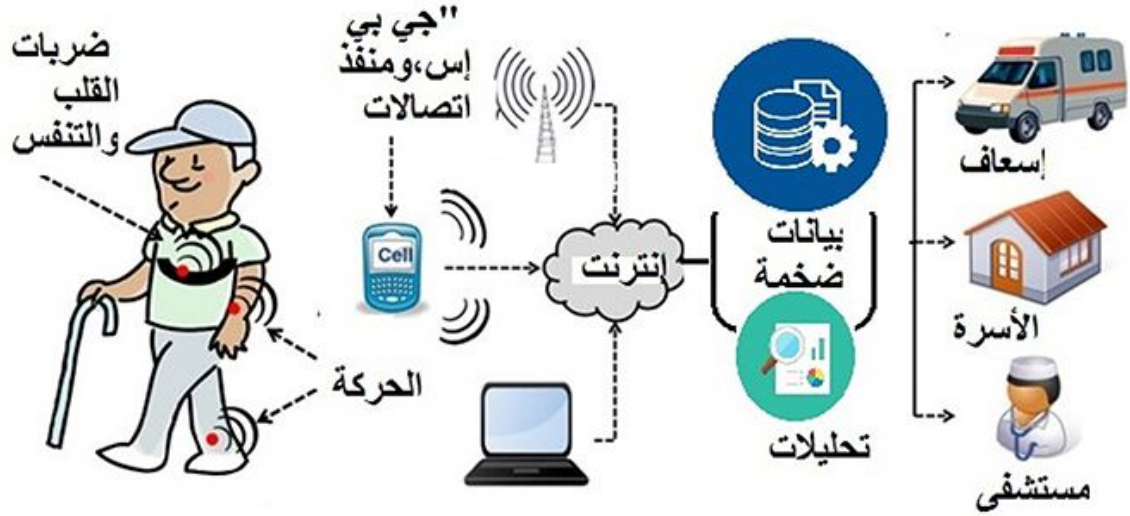 ضربات
القلب
والتنفس
"جي بي
إس،ومنفذ
اتصالات
Cell
الحركة
إنترنت
بيانات
ضخمة
تحليلات
إسعاف
الأسرة
مستشفى